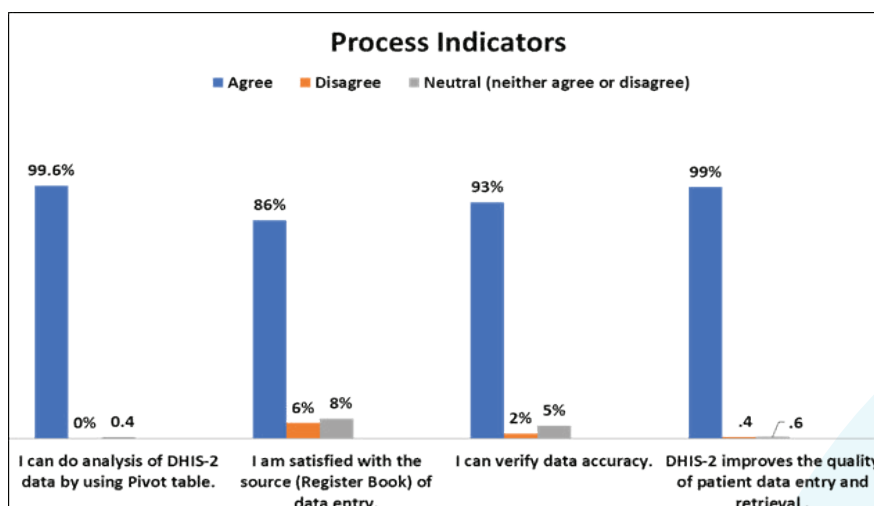 Process Indicators
Agree Disagree Neutral (neither agree or disagree)
99.6%
0%
0.4
86%
6%
8%
93%
2%
5%
99%
.4
.6
I can do analysis of DHIS-2
data by using Pivot table.
I am satisfied with the
source (Register Book) of
data entry.
I can verify data accuracy.
DHIS-2 improves the quality
of patient data entry and
retrieval.